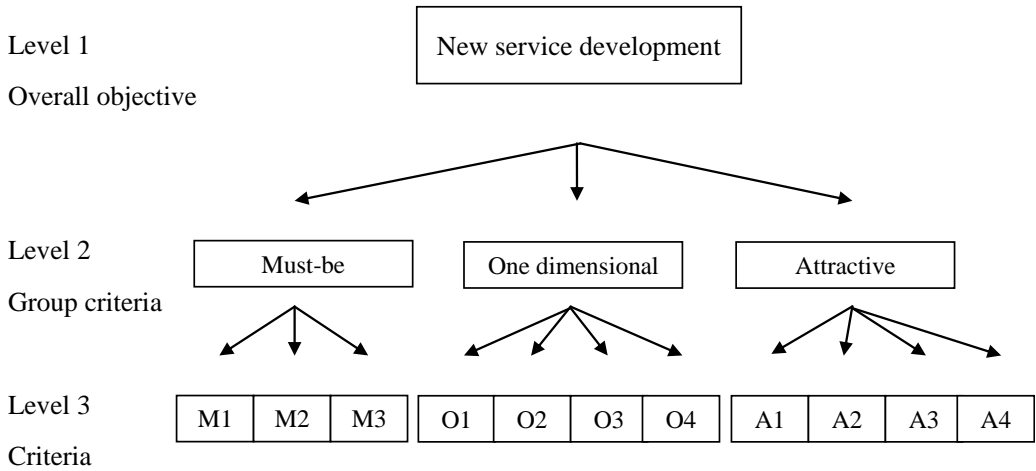 Level 1
New service development
Overall objective
Level 2
Must-be
One dimensional
Attractive
Group criteria
Level 3
M1 M2 M3 O1 O2 O3 O4 A1 A2 A3 A4
Criteria